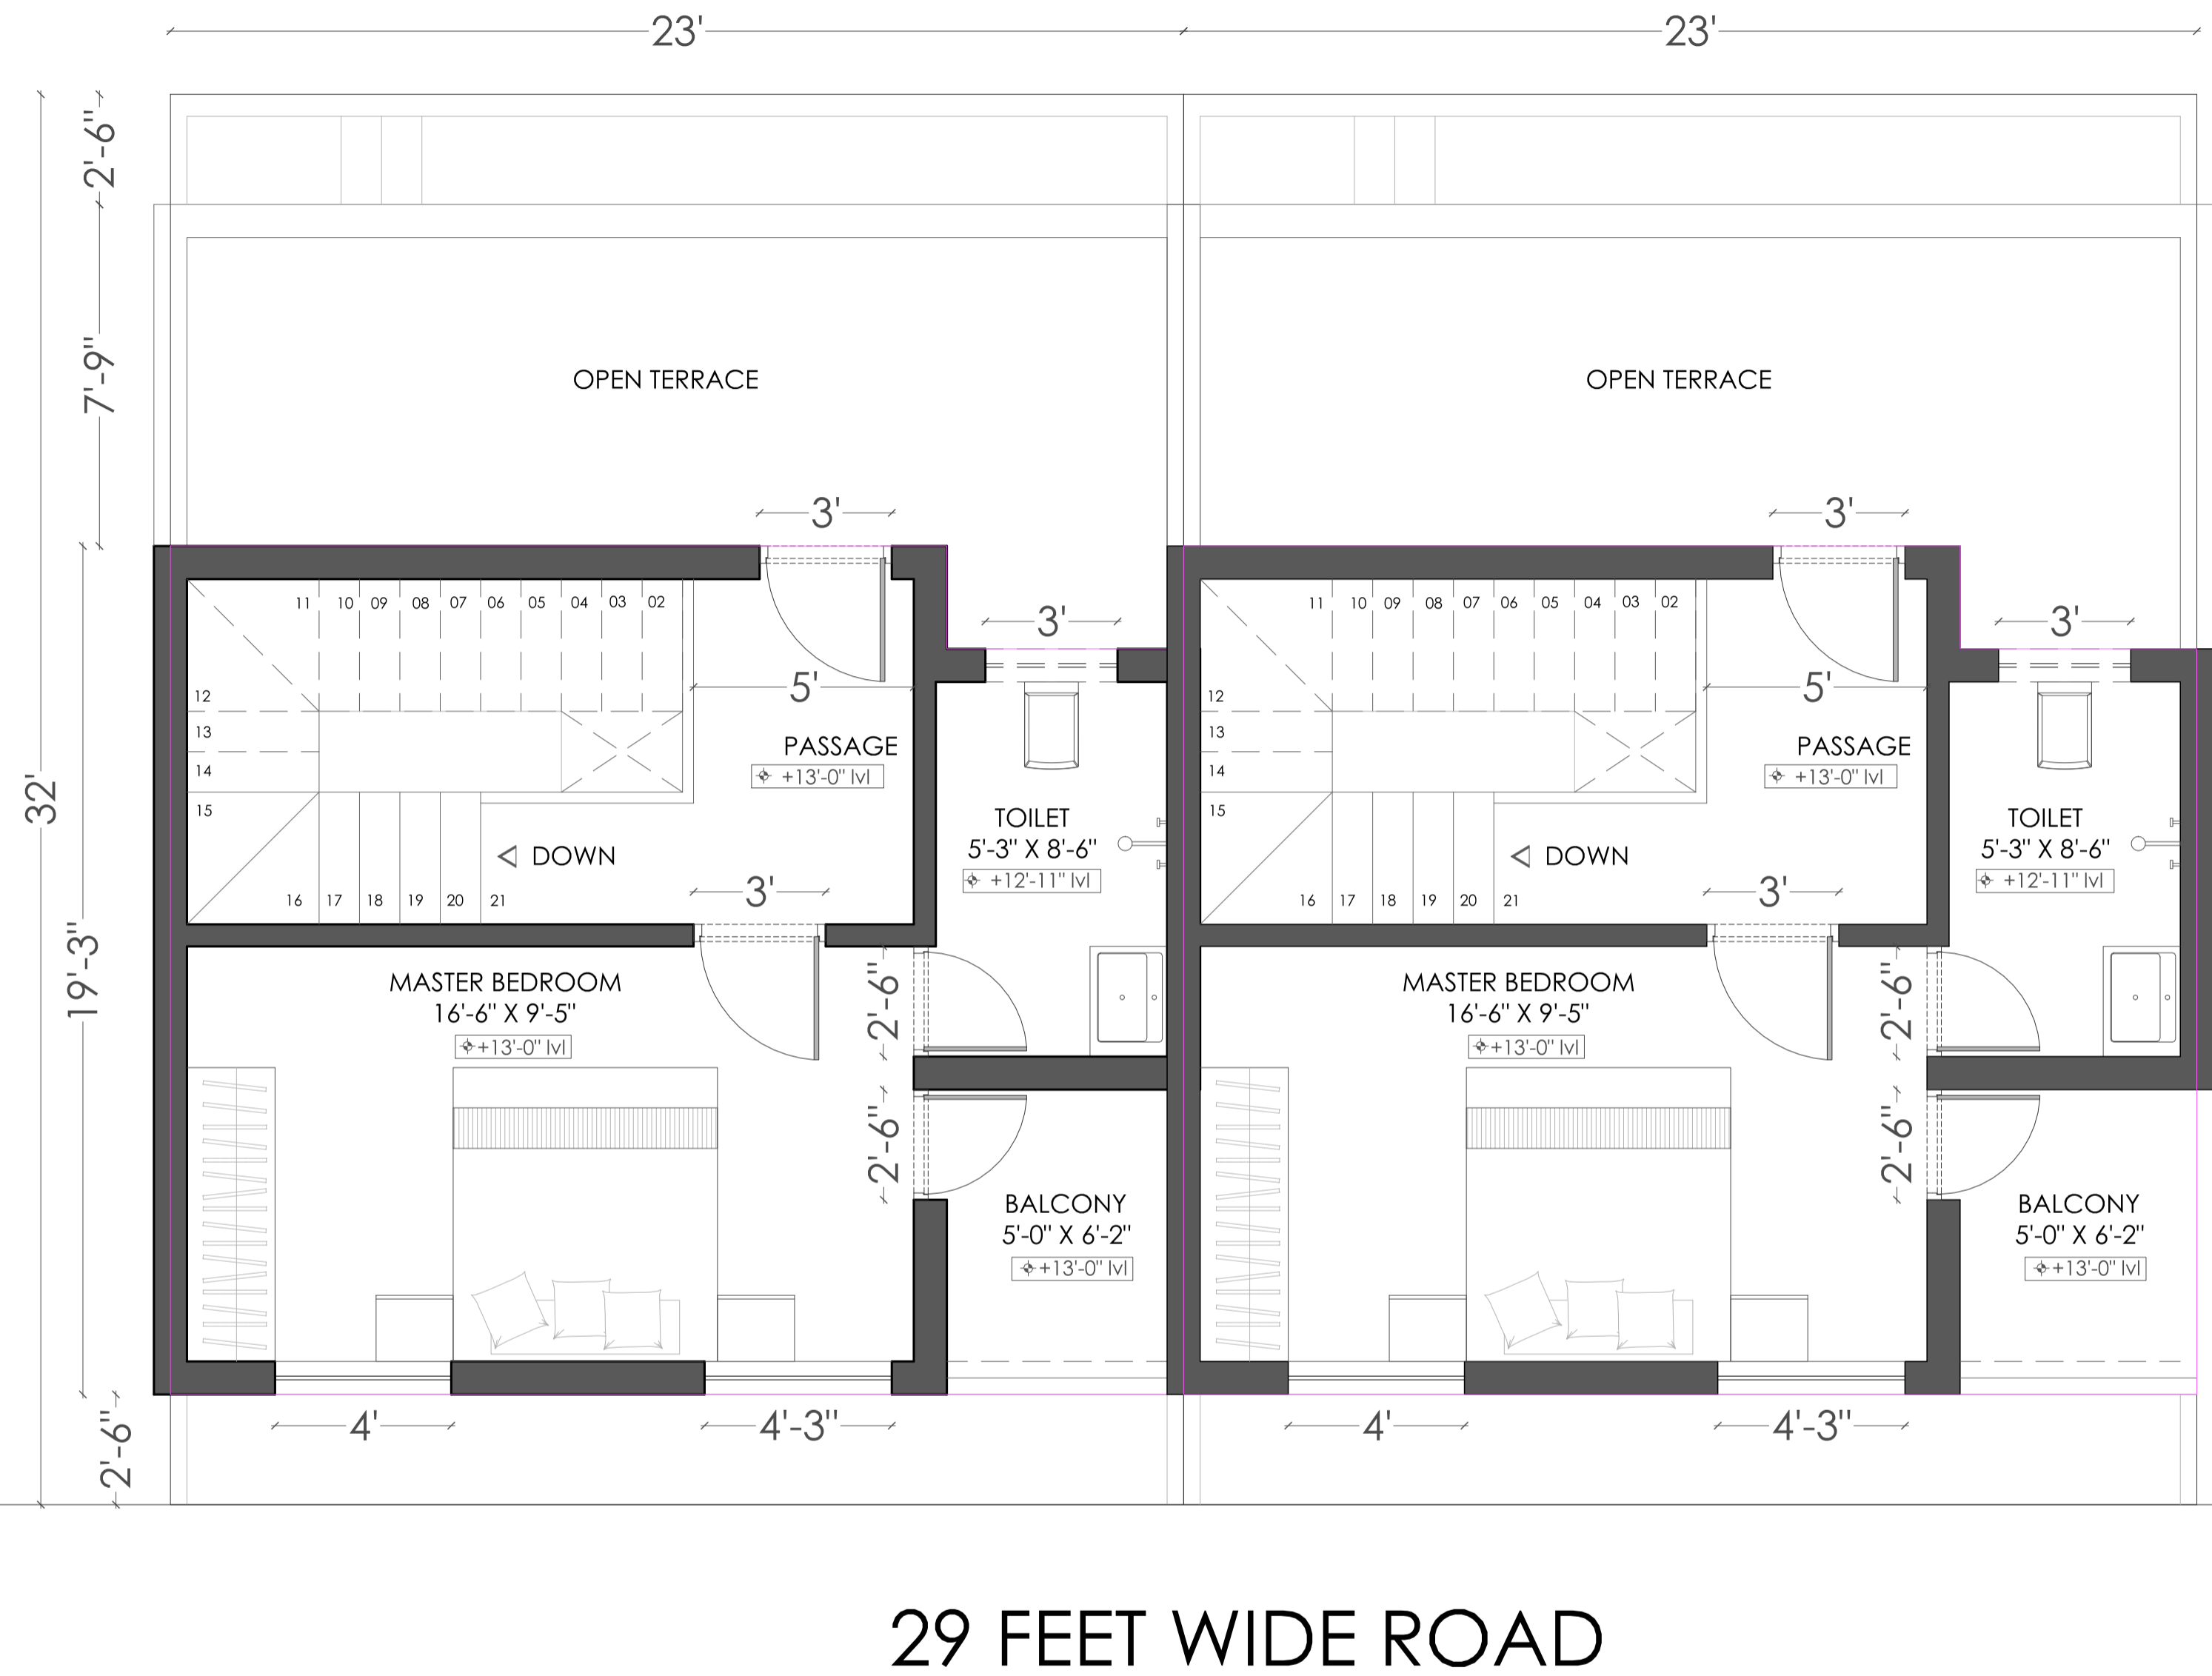 23' 23'
2'-6"
7'-9"
OPEN TERRACE OPEN TERRACE
3' 3'
11 10 09 08 07 06 05 04 03 02 11 10 09 08 07 06 05 04 03 02
3' 3'
12 12
5' 5'
13 13
PASSAGE PASSAGE
14 +13'-0" lvl 14 +13'-0" lvl
32'
15 15
TOILET TOILET
5'-3" X 8'-6" 5'-3" X 8'-6"
DOWN DOWN
+12'-11" lvl +12'-11" lvl
3' 3'
16 17 18 19 20 21 16 17 18 19 20 21
19'-3"
MASTER BEDROOM MASTER BEDROOM
16'-6" X 9'-5" 16'-6" X 9'-5"
2'-6" 2'-6"
+13'-0" lvl +13'-0" lvl
2'-6" 2'-6"
BALCONY BALCONY
5'-0" X 6'-2" 5'-0" X 6'-2"
+13'-0" lvl +13'-0" lvl
4' 4'-3" 4' 4'-3"
2'-6"
29 FEET WIDE ROAD